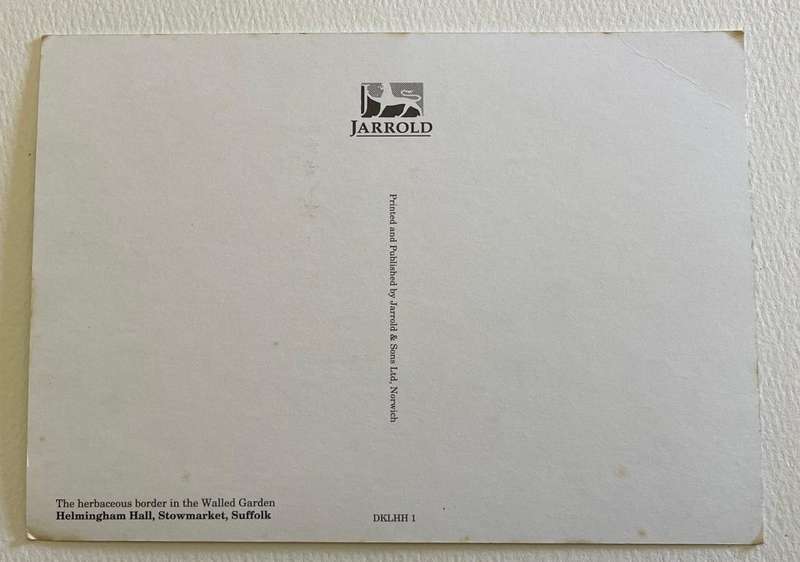 JARROLD
Printed and Published by Jarrold & Sons Ltd, Norwich
The herbaceous border in the Walled Garden
Helmingham Hall, Stowmarket, Suffolk
DKLHH 1